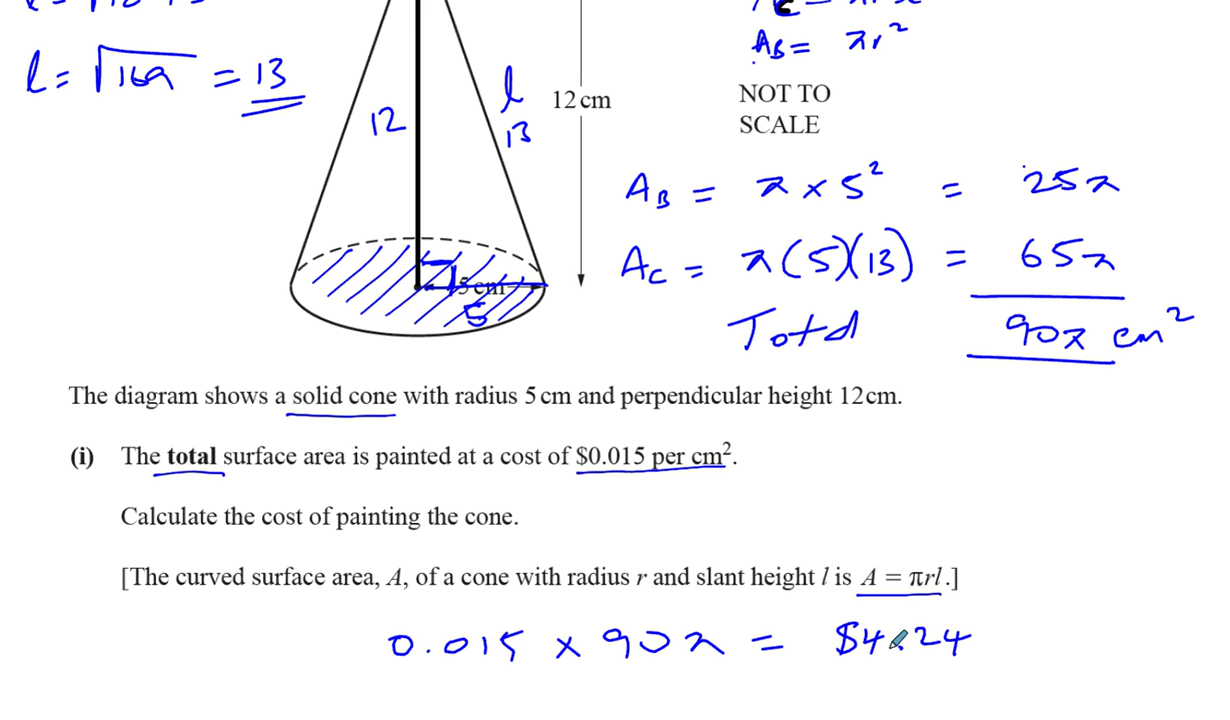 l = √169 = 13
A_B = πr²
12
l
13
12 cm
NOT TO
SCALE
A_B = π × 5² = 25π
A_C = π(5)(13) = 65π
5 cm
5
Total 90π cm²
The diagram shows a solid cone with radius 5 cm and perpendicular height 12 cm.
(i) The total surface area is painted at a cost of $0.015 per cm².
Calculate the cost of painting the cone.
[The curved surface area, A, of a cone with radius r and slant height l is A = πrl.]
0.015 × 90π = $4.24